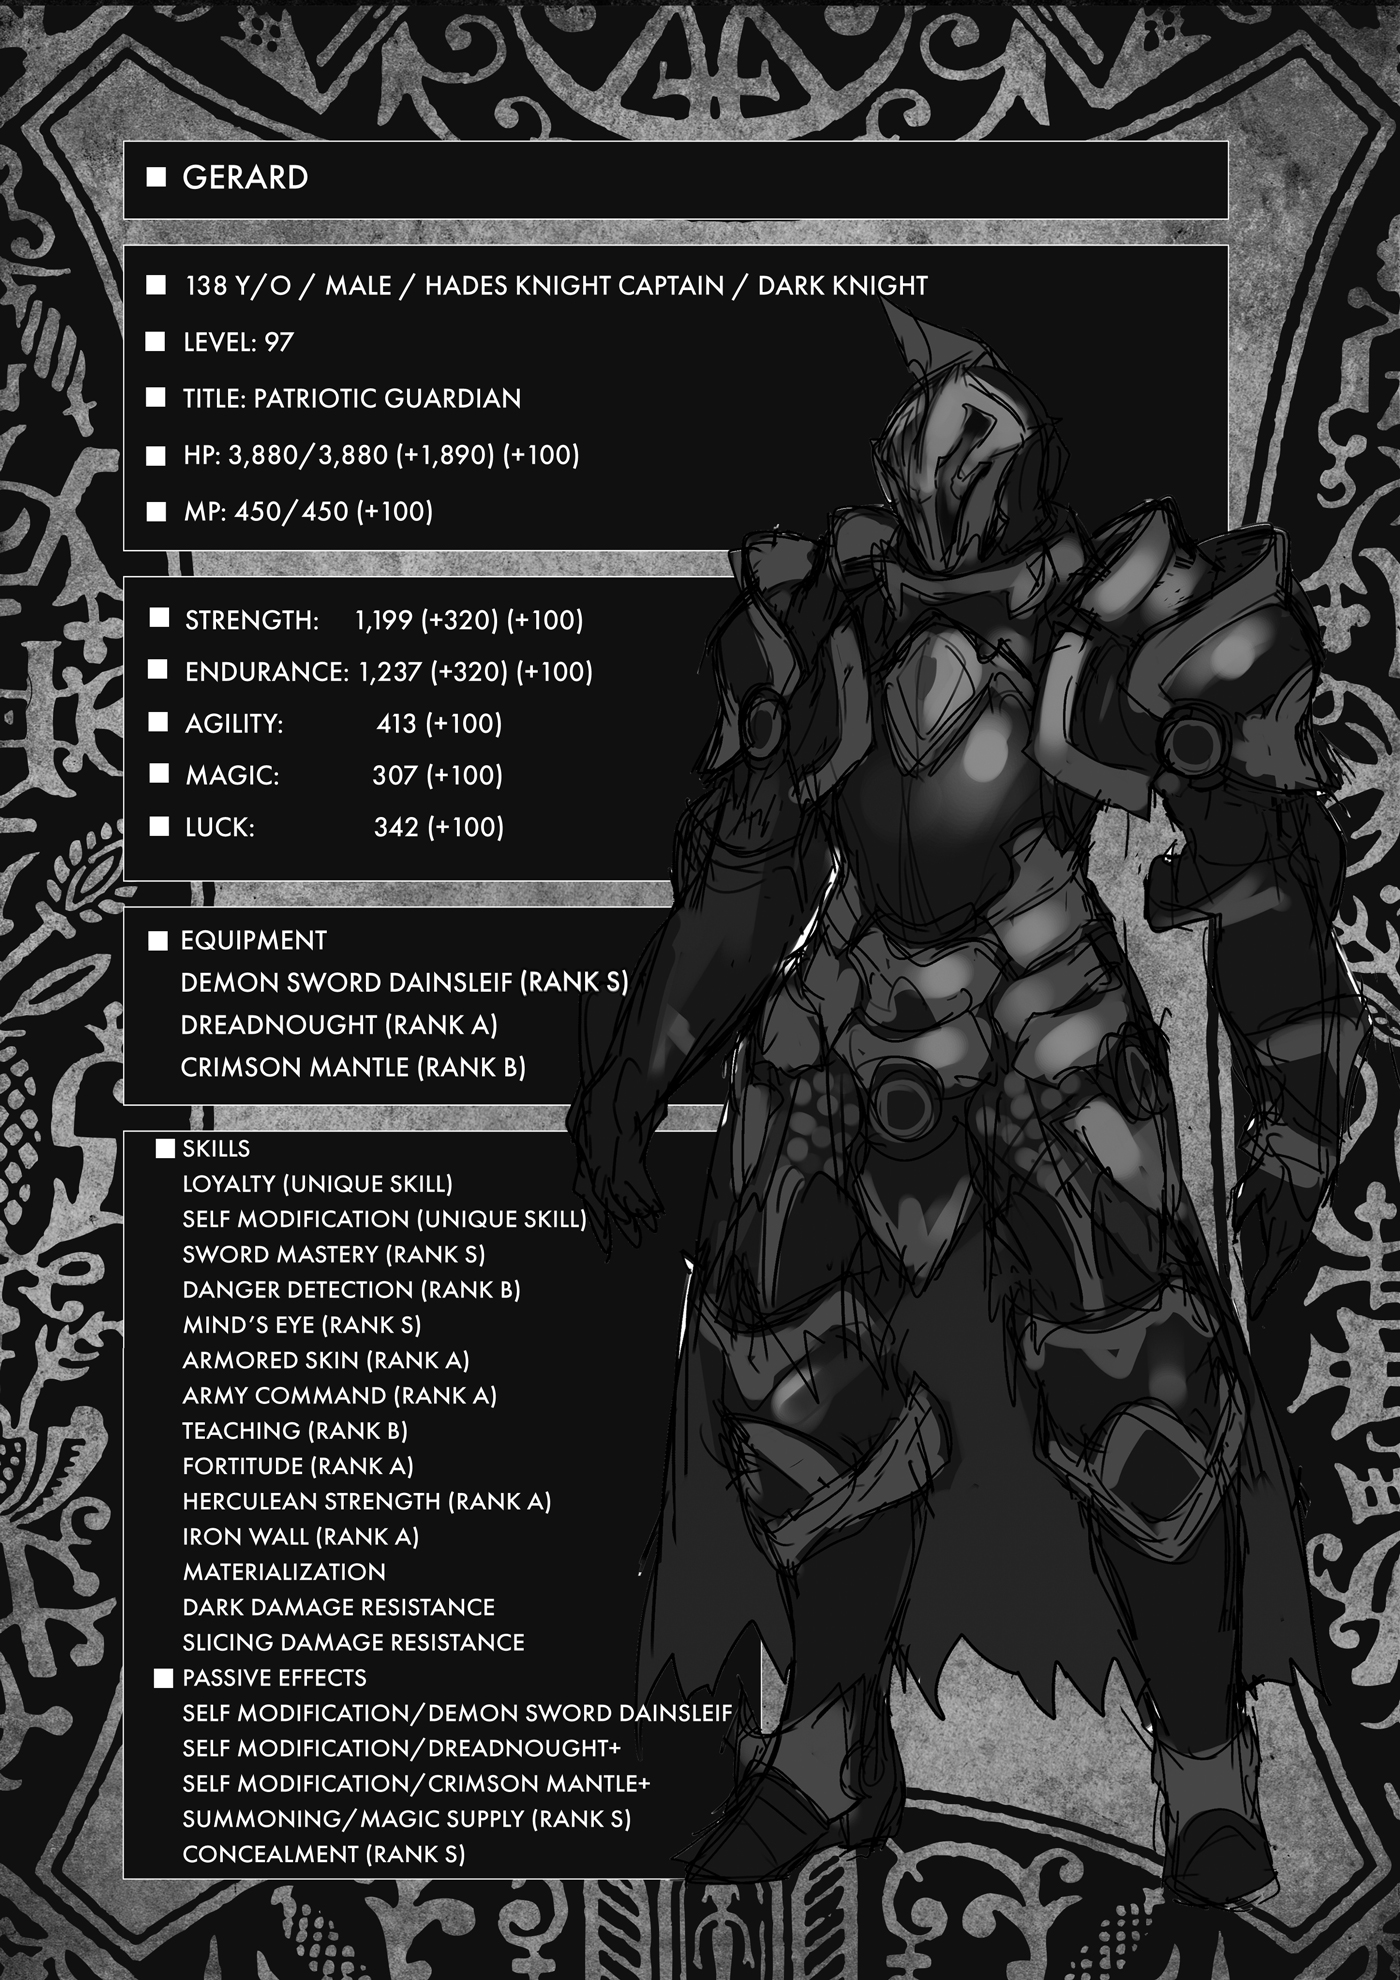 GERARD
138 Y/O / MALE / HADES KNIGHT CAPTAIN / DARK KNIGHT
LEVEL: 97
TITLE: PATRIOTIC GUARDIAN
HP: 3,880/3,880 (+1,890) (+100)
MP: 450/450 (+100)
STRENGTH: 1,199 (+320) (+100)
ENDURANCE: 1,237 (+320) (+100)
AGILITY: 413 (+100)
MAGIC: 307 (+100)
LUCK: 342 (+100)
EQUIPMENT
DEMON SWORD DAINSLEIF (RANK S)
DREADNOUGHT (RANK A)
CRIMSON MANTLE (RANK B)
SKILLS
LOYALTY (UNIQUE SKILL)
SELF MODIFICATION (UNIQUE SKILL)
SWORD MASTERY (RANK S)
DANGER DETECTION (RANK B)
MIND'S EYE (RANK S)
ARMORED SKIN (RANK A)
ARMY COMMAND (RANK A)
TEACHING (RANK B)
FORTITUDE (RANK A)
HERCULEAN STRENGTH (RANK A)
IRON WALL (RANK A)
MATERIALIZATION
DARK DAMAGE RESISTANCE
SLICING DAMAGE RESISTANCE
PASSIVE EFFECTS
SELF MODIFICATION/DEMON SWORD DAINSLEIF
SELF MODIFICATION/DREADNOUGHT+
SELF MODIFICATION/CRIMSON MANTLE+
SUMMONING/MAGIC SUPPLY (RANK S)
CONCEALMENT (RANK S)